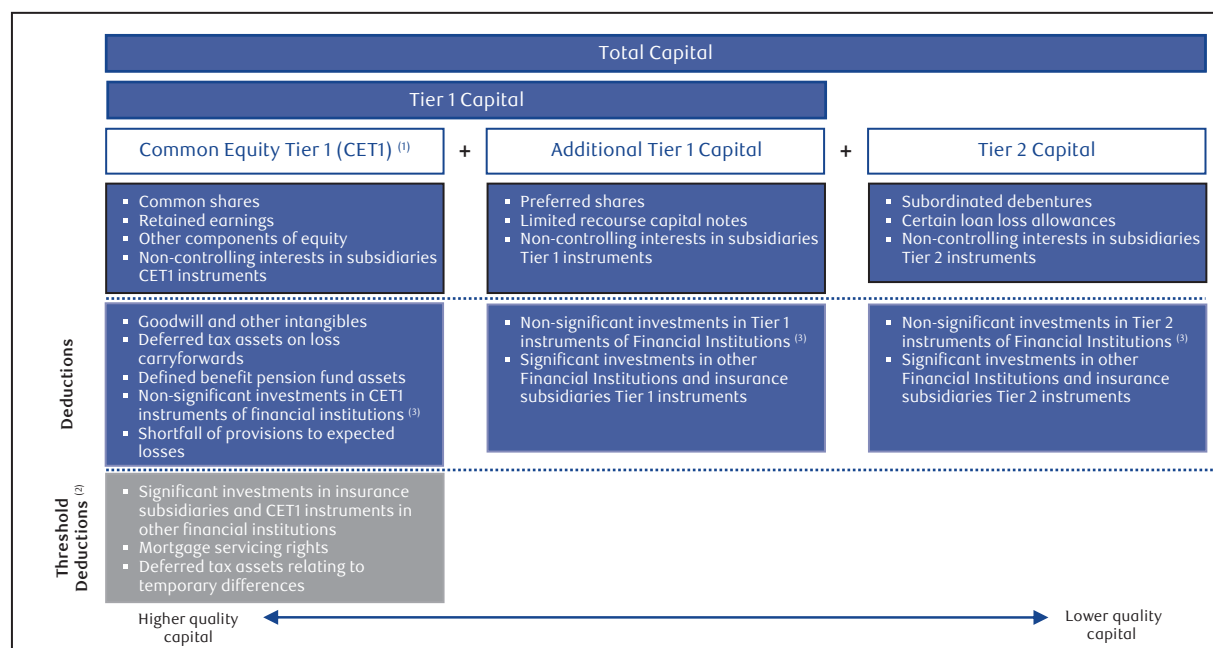 Total Capital
Tier 1 Capital
Common Equity Tier 1 (CET1) (1)
+
Additional Tier 1 Capital
+
Tier 2 Capital
▪ Common shares
▪ Retained earnings
▪ Other components of equity
▪ Non-controlling interests in subsidiaries
CET1 instruments
▪ Preferred shares
▪ Limited recourse capital notes
▪ Non-controlling interests in subsidiaries
Tier 1 instruments
▪ Subordinated debentures
▪ Certain loan loss allowances
▪ Non-controlling interests in subsidiaries
Tier 2 instruments
Deductions
▪ Goodwill and other intangibles
▪ Deferred tax assets on loss
carryforwards
▪ Defined benefit pension fund assets
▪ Non-significant investments in CET1
instruments of financial institutions (3)
▪ Shortfall of provisions to expected
losses
▪ Non-significant investments in Tier 1
instruments of Financial Institutions (3)
▪ Significant investments in other
Financial Institutions and insurance
subsidiaries Tier 1 instruments
▪ Non-significant investments in Tier 2
instruments of Financial Institutions (3)
▪ Significant investments in other
Financial Institutions and insurance
subsidiaries Tier 2 instruments
Threshold
Deductions (2)
▪ Significant investments in insurance
subsidiaries and CET1 instruments in
other financial institutions
▪ Mortgage servicing rights
▪ Deferred tax assets relating to
temporary differences
Higher quality
capital
Lower quality
capital